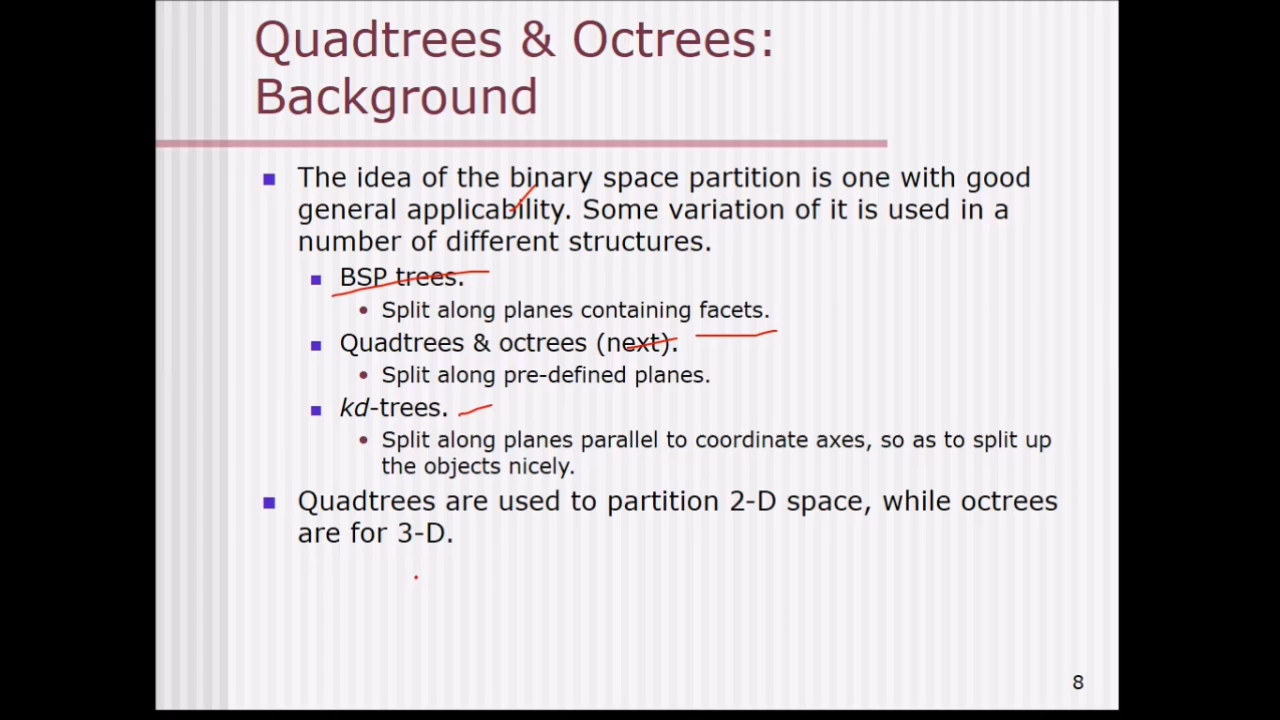 Quadtrees & Octrees:
Background
The idea of the binary space partition is one with good
general applicability. Some variation of it is used in a
number of different structures.
BSP trees.
Split along planes containing facets.
Quadtrees & octrees (next).
Split along pre-defined planes.
kd-trees.
Split along planes parallel to coordinate axes, so as to split up
the objects nicely.
Quadtrees are used to partition 2-D space, while octrees
are for 3-D.
8